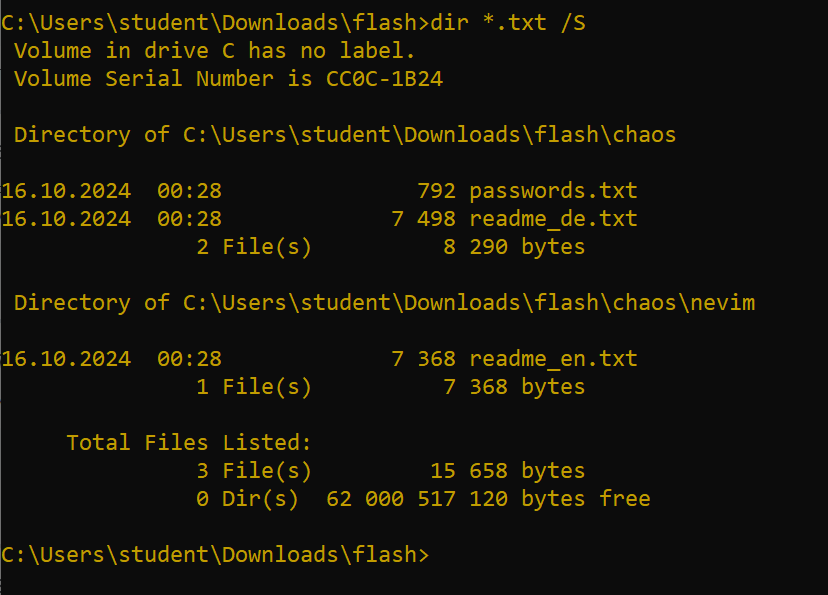 C:\Users\student\Downloads\flash>dir *.txt /S
Volume in drive C has no label.
Volume Serial Number is CC0C-1B24
Directory of C:\Users\student\Downloads\flash\chaos
16.10.2024  00:28               792 passwords.txt
16.10.2024  00:28             7 498 readme_de.txt
2 File(s)          8 290 bytes
Directory of C:\Users\student\Downloads\flash\chaos\nevim
16.10.2024  00:28             7 368 readme_en.txt
1 File(s)          7 368 bytes
Total Files Listed:
3 File(s)         15 658 bytes
0 Dir(s)  62 000 517 120 bytes free
C:\Users\student\Downloads\flash>